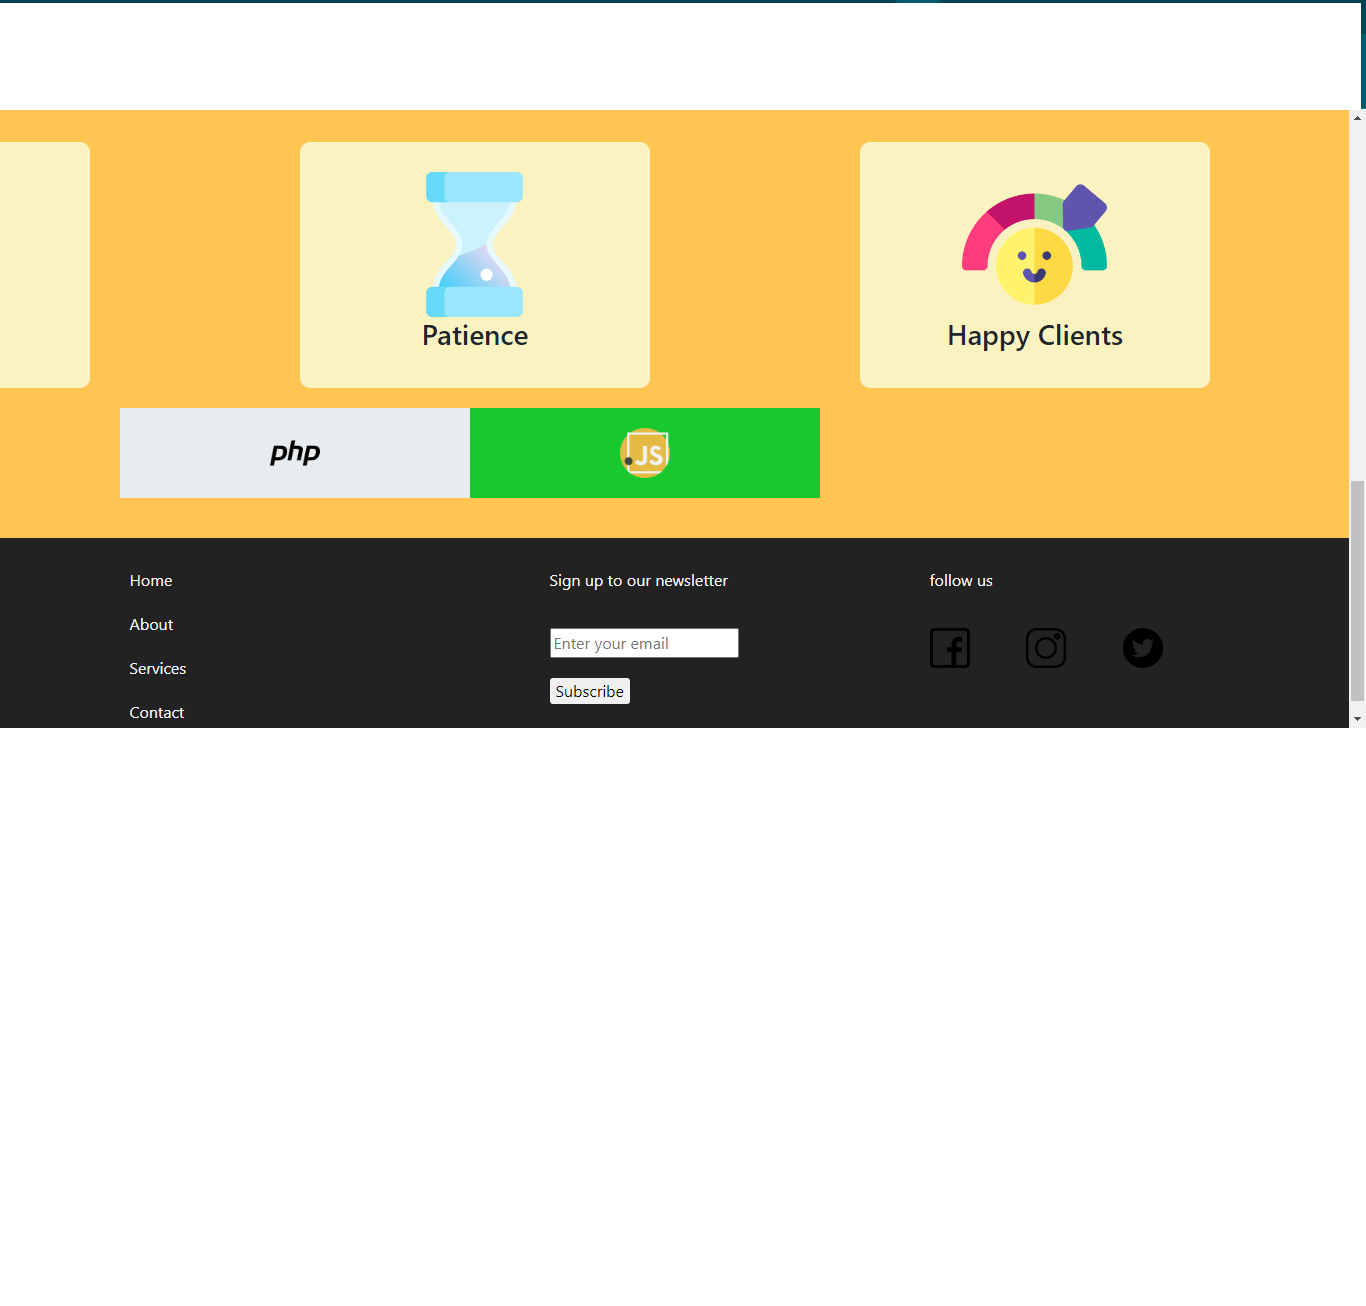 Patience
Happy Clients
php
JS
Home
Sign up to our newsletter
follow us
About
Enter your email
Services
Subscribe
Contact